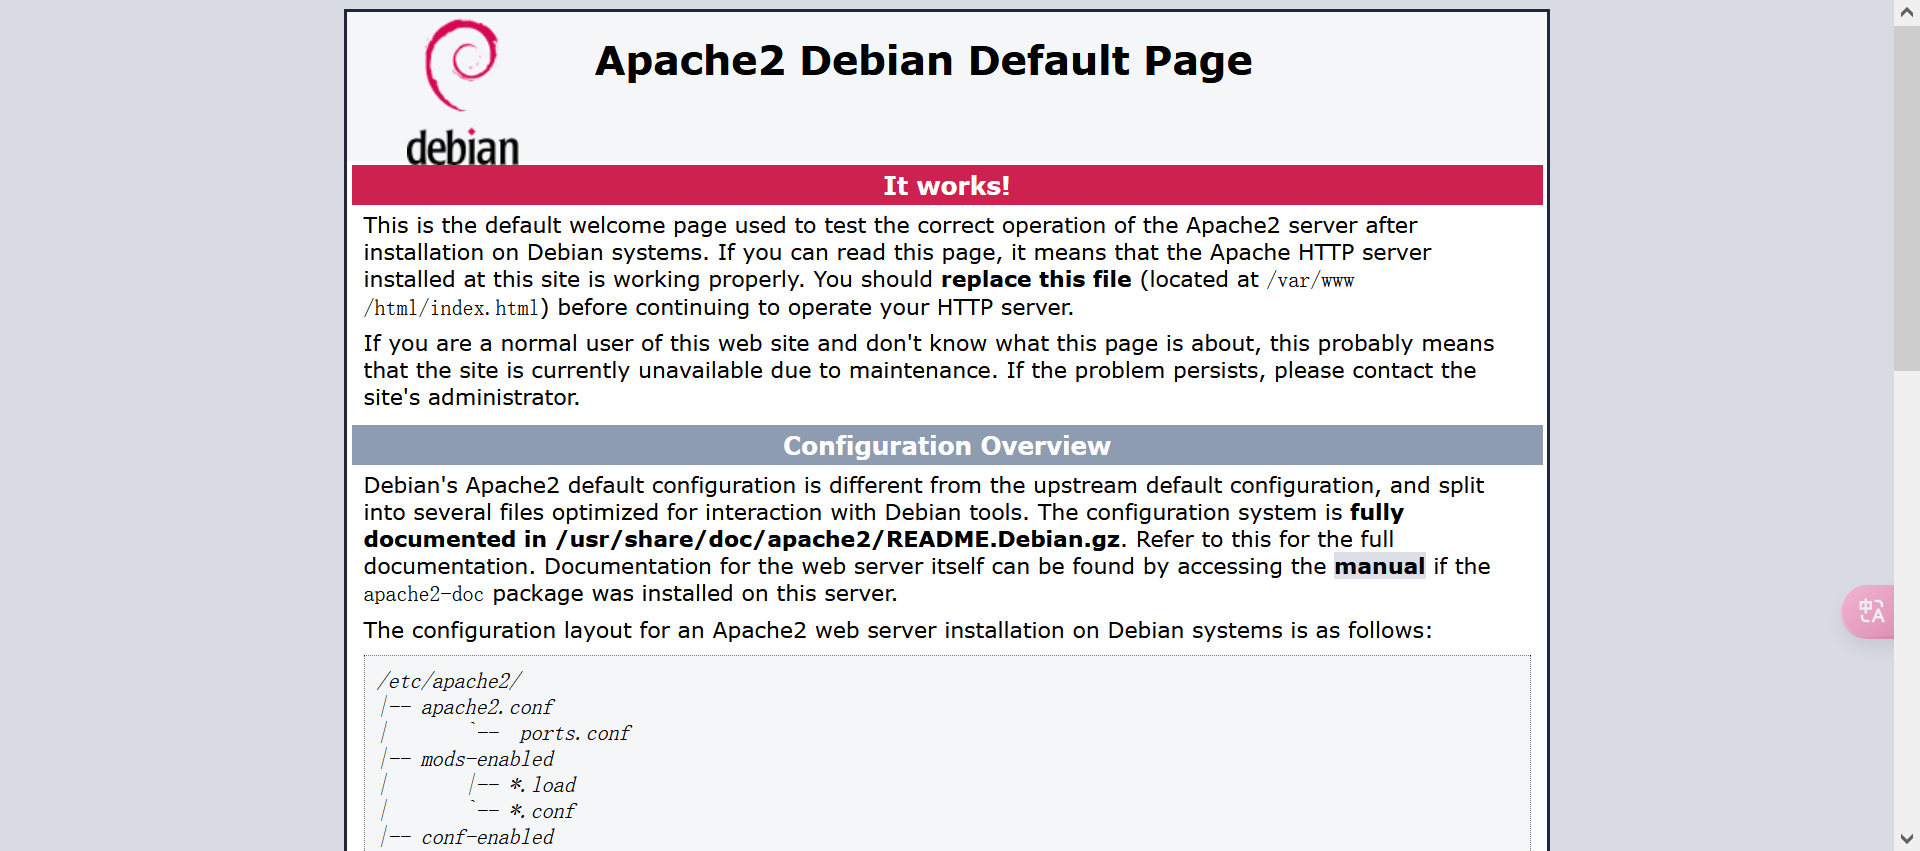 debian
Apache2 Debian Default Page
It works!
This is the default welcome page used to test the correct operation of the Apache2 server after
installation on Debian systems. If you can read this page, it means that the Apache HTTP server
installed at this site is working properly. You should replace this file (located at /var/www
/html/index.html) before continuing to operate your HTTP server.
If you are a normal user of this web site and don't know what this page is about, this probably means
that the site is currently unavailable due to maintenance. If the problem persists, please contact the
site's administrator.
Configuration Overview
Debian's Apache2 default configuration is different from the upstream default configuration, and split
into several files optimized for interaction with Debian tools. The configuration system is fully
documented in /usr/share/doc/apache2/README.Debian.gz. Refer to this for the full
documentation. Documentation for the web server itself can be found by accessing the manual if the
apache2-doc package was installed on this server.
The configuration layout for an Apache2 web server installation on Debian systems is as follows:
/etc/apache2/
|-- apache2.conf
|       `--  ports.conf
|-- mods-enabled
|       |-- *.load
|       `-- *.conf
|-- conf-enabled
中 A